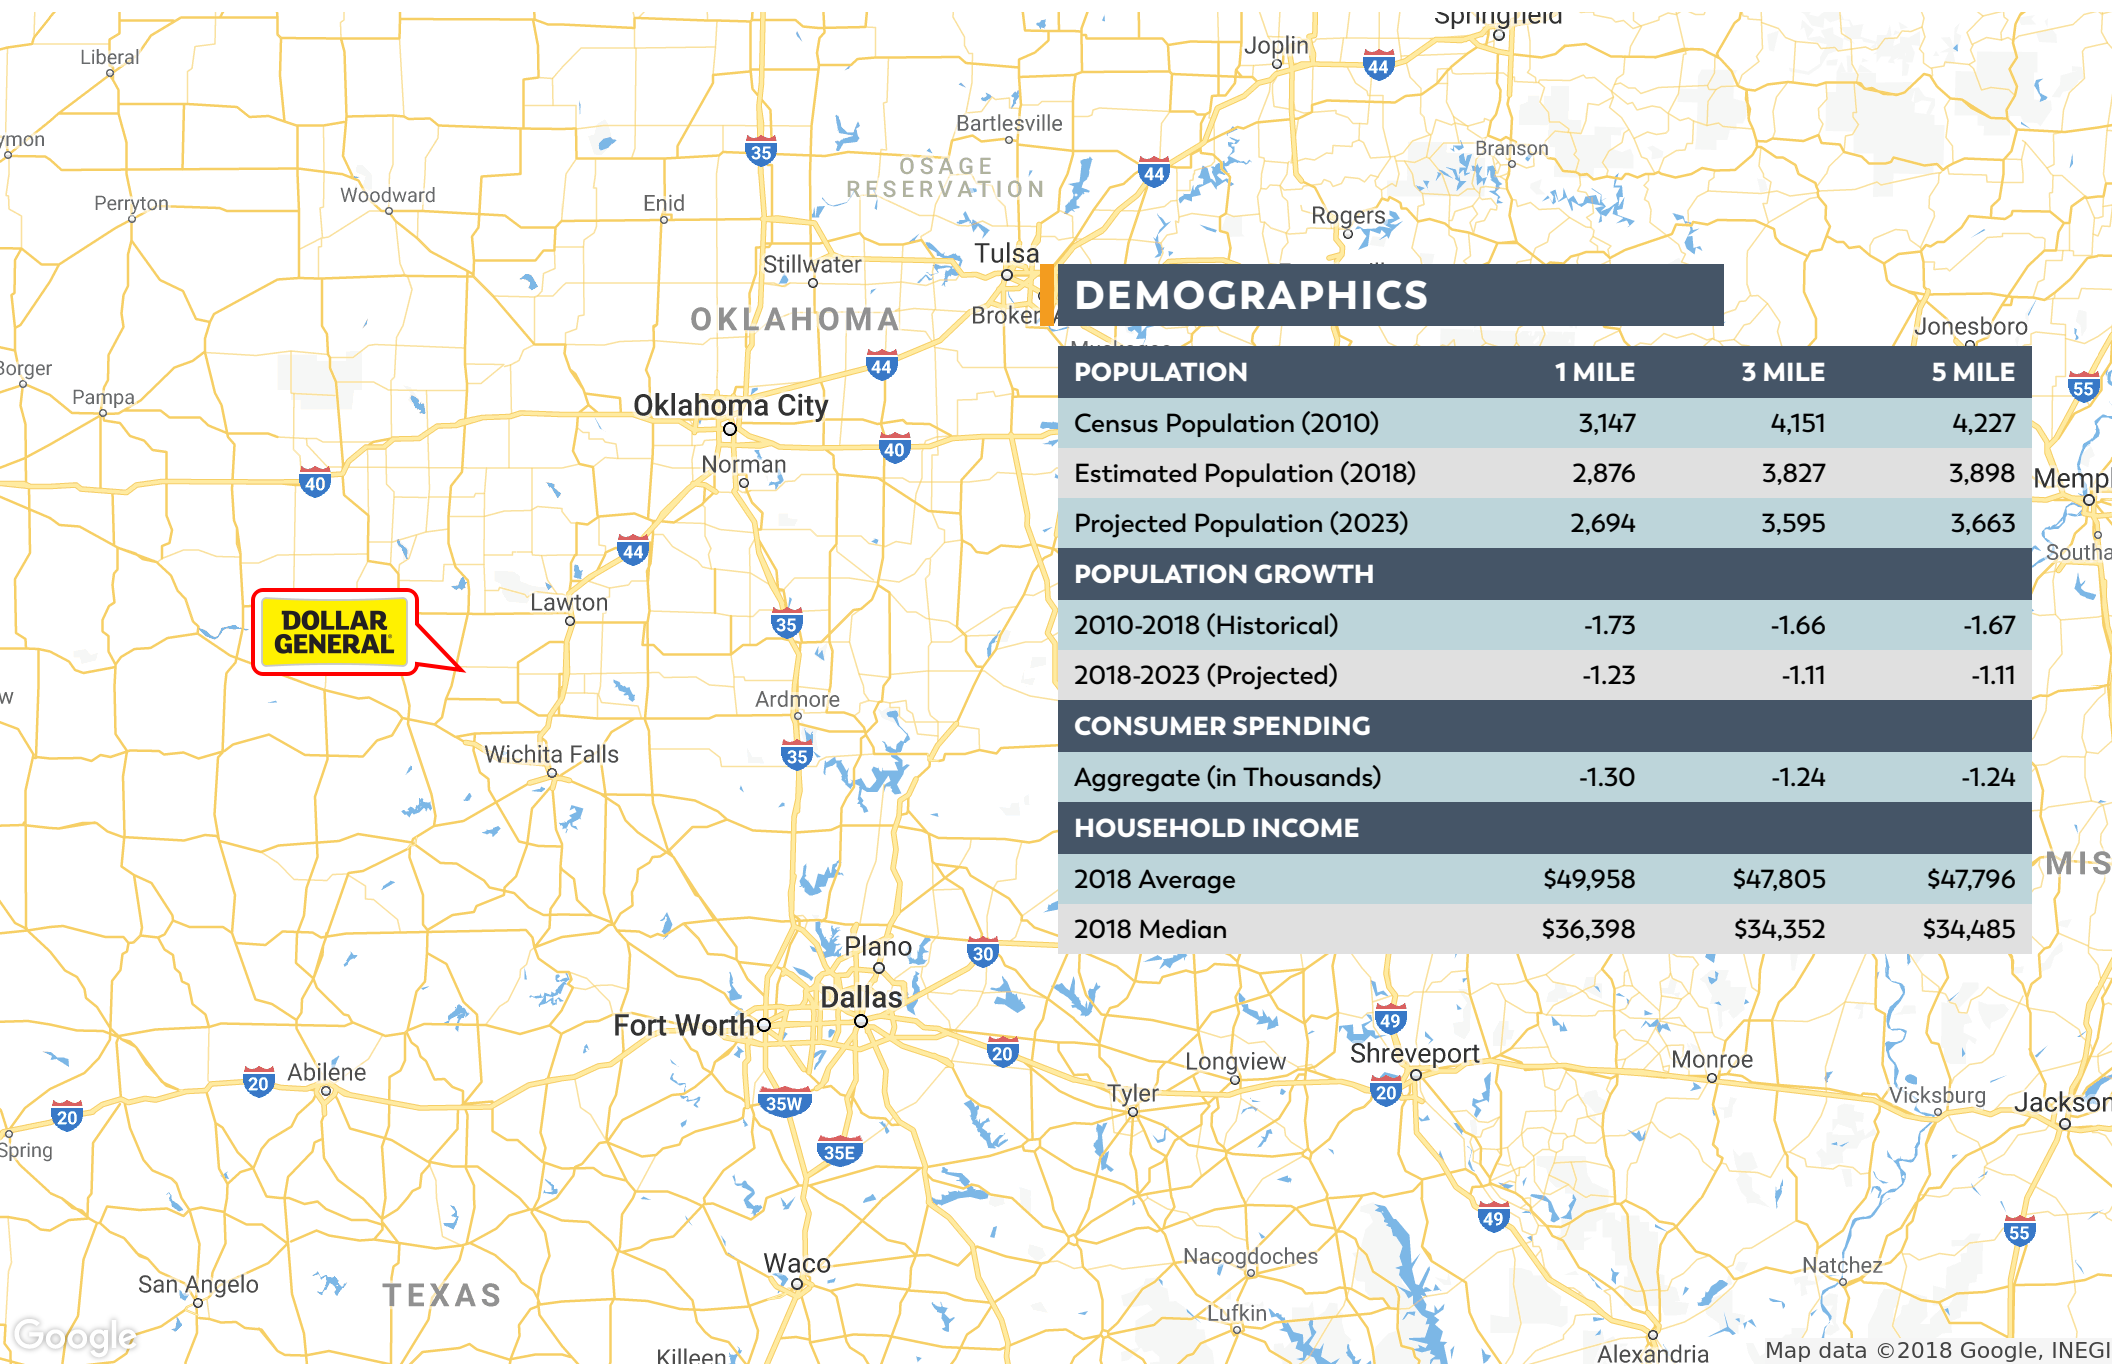 Springfield
Joplin
44
Liberal
Bartlesville
35
ymon
Branson
OSAGE
RESERVATION
44
Woodward
Perryton
Enid
Rogers
Tulsa
Stillwater
Broken A
OKLAHOMA
DEMOGRAPHICS
Jonesboro
Muskogee
44
Borger
Pampa
55
Oklahoma City
40
Norman
40
Memp
44
Southa
POPULATION 1 MILE 3 MILE 5 MILE
Census Population (2010) 3,147 4,151 4,227
Estimated Population (2018) 2,876 3,827 3,898
Projected Population (2023) 2,694 3,595 3,663
POPULATION GROWTH
2010-2018 (Historical) -1.73 -1.66 -1.67
2018-2023 (Projected) -1.23 -1.11 -1.11
CONSUMER SPENDING
Aggregate (in Thousands) -1.30 -1.24 -1.24
HOUSEHOLD INCOME
2018 Average $49,958 $47,805 $47,796
2018 Median $36,398 $34,352 $34,485
DOLLAR
GENERAL
Lawton
35
w
Ardmore
35
Wichita Falls
MIS
Plano
30
Dallas
Fort Worth
49
20
Shreveport
Longview
Monroe
20
Abilene
20
Tyler
Vicksburg
Jackson
35W
20
Spring
35E
49
55
Waco
Nacogdoches
Natchez
San Angelo
TEXAS
Lufkin
Google
Killeen
Alexandria
Map data ©2018 Google, INEGI